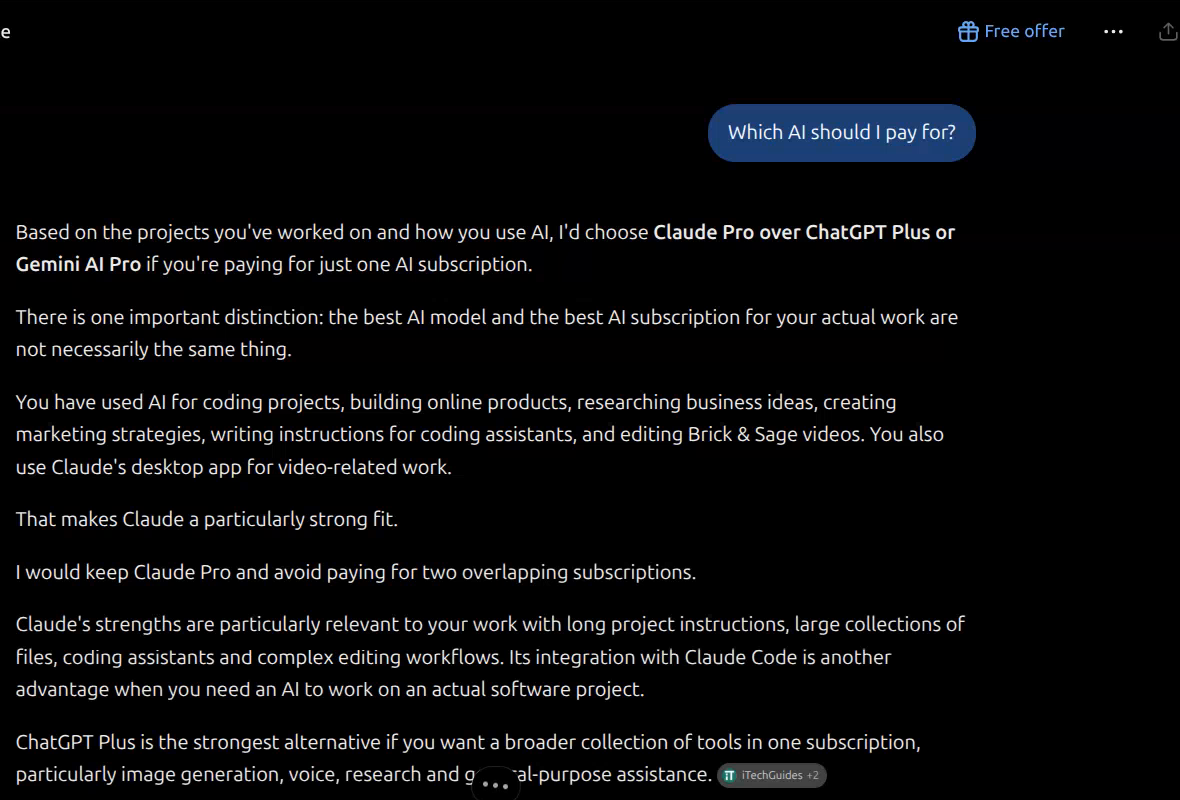 e
Free offer
Which AI should I pay for?
Based on the projects you've worked on and how you use AI, I'd choose Claude Pro over ChatGPT Plus or
Gemini AI Pro if you're paying for just one AI subscription.
There is one important distinction: the best AI model and the best AI subscription for your actual work are
not necessarily the same thing.
You have used AI for coding projects, building online products, researching business ideas, creating
marketing strategies, writing instructions for coding assistants, and editing Brick & Sage videos. You also
use Claude's desktop app for video-related work.
That makes Claude a particularly strong fit.
I would keep Claude Pro and avoid paying for two overlapping subscriptions.
Claude's strengths are particularly relevant to your work with long project instructions, large collections of
files, coding assistants and complex editing workflows. Its integration with Claude Code is another
advantage when you need an AI to work on an actual software project.
ChatGPT Plus is the strongest alternative if you want a broader collection of tools in one subscription,
particularly image generation, voice, research and al-purpose assistance. iT iTechGuides +2